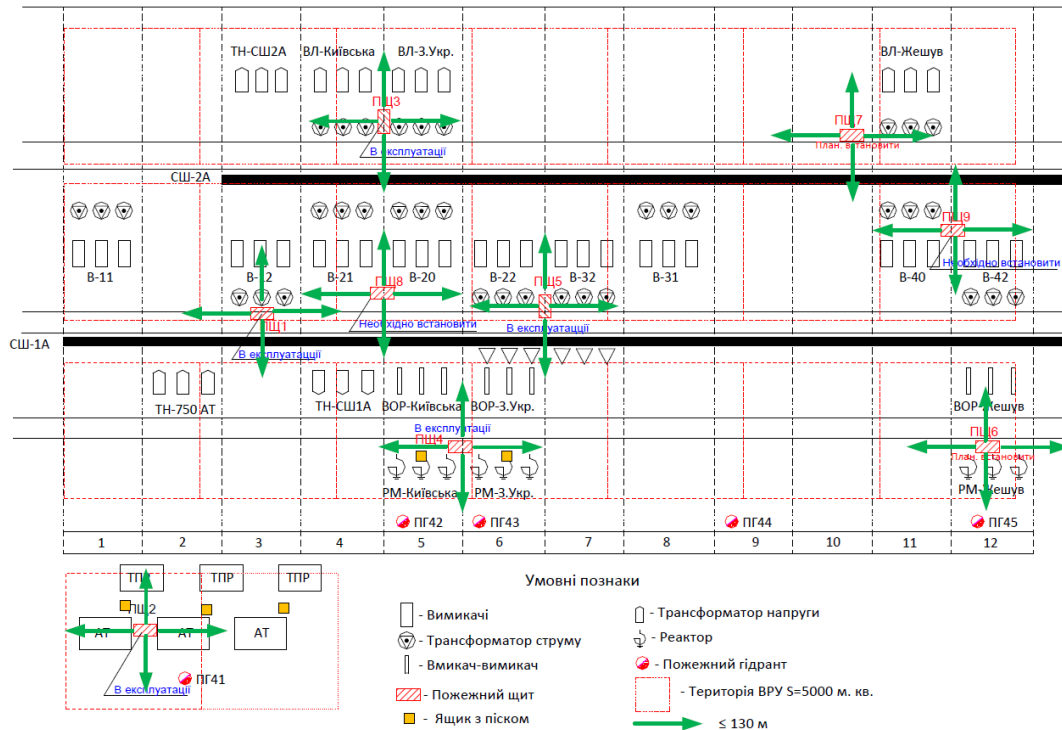 ТН-СШ2А ВЛ-Київська ВЛ-З.Укр. ВЛ-Жешув
ПЩ3
В експлуатації
ПЩ7
План. встановити
СШ-2А
В-11 В-12 В-21 В-20 В-22 В-32 В-31 В-40 В-42
ПЩ9
Необхідно встановити
ПЩ8
Необхідно встановити
ПЩ5
В експлуатацції
ПЩ1
В експлуатацції
СШ-1А
ТН-750 АТ ТН-СШ1А ВОР-Київська ВОР-З.Укр. ВОР-Жешув
В експлуатації
ПЩ4
ПЩ6
План. встановити
РМ-Київська РМ-З.Укр. РМ-Жешув
ПГ42 ПГ43 ПГ44 ПГ45
1 2 3 4 5 6 7 8 9 10 11 12
ТПР ТПР ТПР
ПЩ2
АТ АТ АТ
ПГ41
В експлуатації
Умовні познаки
- Вимикачі
- Трансформатор струму
- Вмикач-вимикач
- Пожежний щит
- Ящик з піском
- Трансформатор напруги
- Реактор
- Пожежний гідрант
- Територія ВРУ S=5000 м. кв.
≤ 130 м